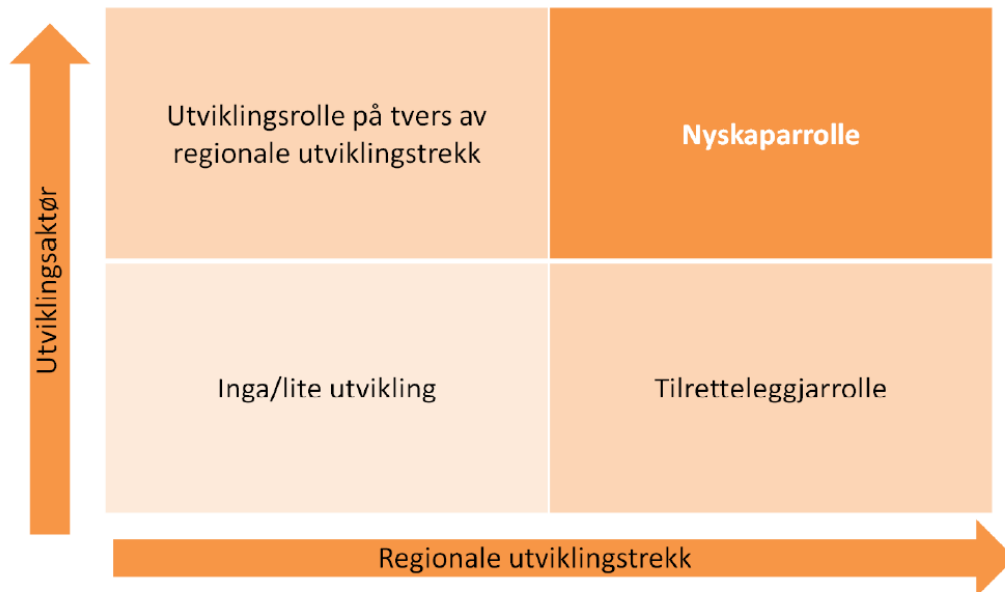 Utviklingsaktør
Utviklingsrolle på tvers av
regionale utviklingstrekk
Nyskaparrolle
Inga/lite utvikling
Tilretteleggjarrolle
Regionale utviklingstrekk